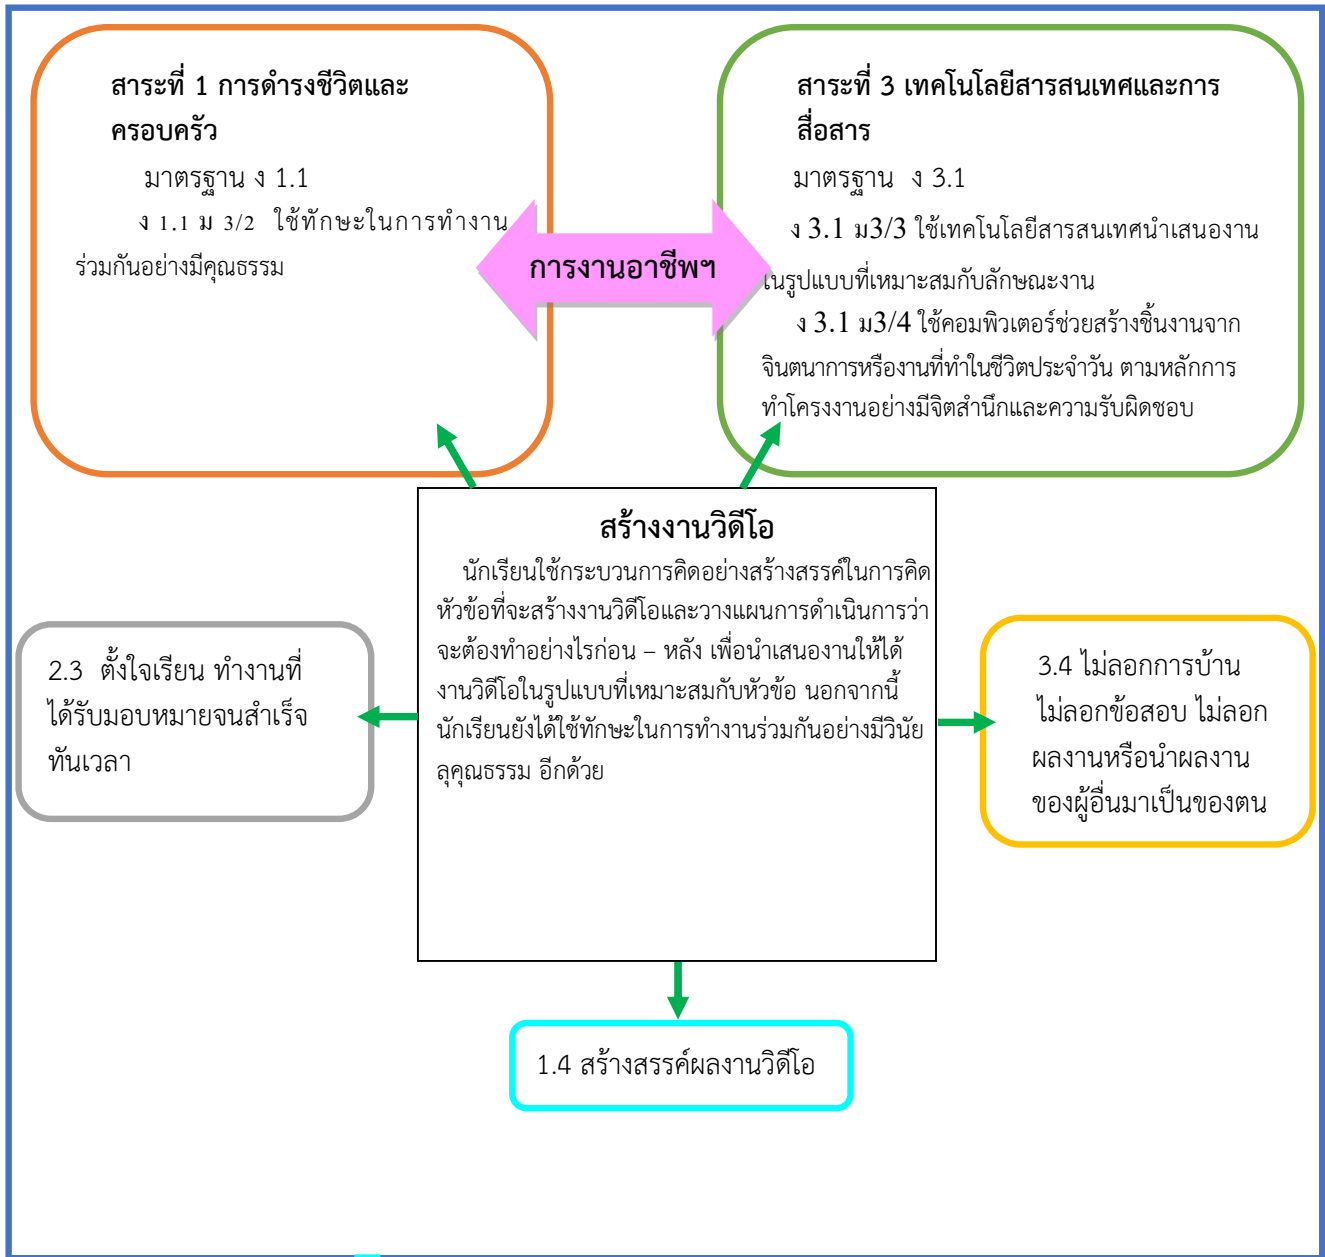 สาระที่ 1 การดำรงชีวิตและ
ครอบครัว
มาตรฐาน ง 1.1
ง 1.1 ม 3/2 ใช้ทักษะในการทำงาน
ร่วมกันอย่างมีคุณธรรม
การงานอาชีพฯ
สาระที่ 3 เทคโนโลยีสารสนเทศและการ
สื่อสาร
มาตรฐาน ง 3.1
ง 3.1 ม3/3 ใช้เทคโนโลยีสารสนเทศนำเสนองาน
ในรูปแบบที่เหมาะสมกับลักษณะงาน
ง 3.1 ม3/4 ใช้คอมพิวเตอร์ช่วยสร้างชิ้นงานจาก
จินตนาการหรืองานที่ทำในชีวิตประจำวัน ตามหลักการ
ทำโครงงานอย่างมีจิตสำนึกและความรับผิดชอบ
สร้างงานวิดีโอ
นักเรียนใช้กระบวนการคิดอย่างสร้างสรรค์ในการคิด
หัวข้อที่จะสร้างงานวิดีโอและวางแผนการดำเนินการว่า
จะต้องทำอย่างไรก่อน – หลัง เพื่อนำเสนองานให้ได้
งานวิดีโอในรูปแบบที่เหมาะสมกับหัวข้อ นอกจากนี้
นักเรียนยังได้ใช้ทักษะในการทำงานร่วมกันอย่างมีวินัย
ลุคุณธรรม อีกด้วย
2.3 ตั้งใจเรียน ทำงานที่
ได้รับมอบหมายจนสำเร็จ
ทันเวลา
3.4 ไม่ลอกการบ้าน
ไม่ลอกข้อสอบ ไม่ลอก
ผลงานหรือนำผลงาน
ของผู้อื่นมาเป็นของตน
1.4 สร้างสรรค์ผลงานวิดีโอ